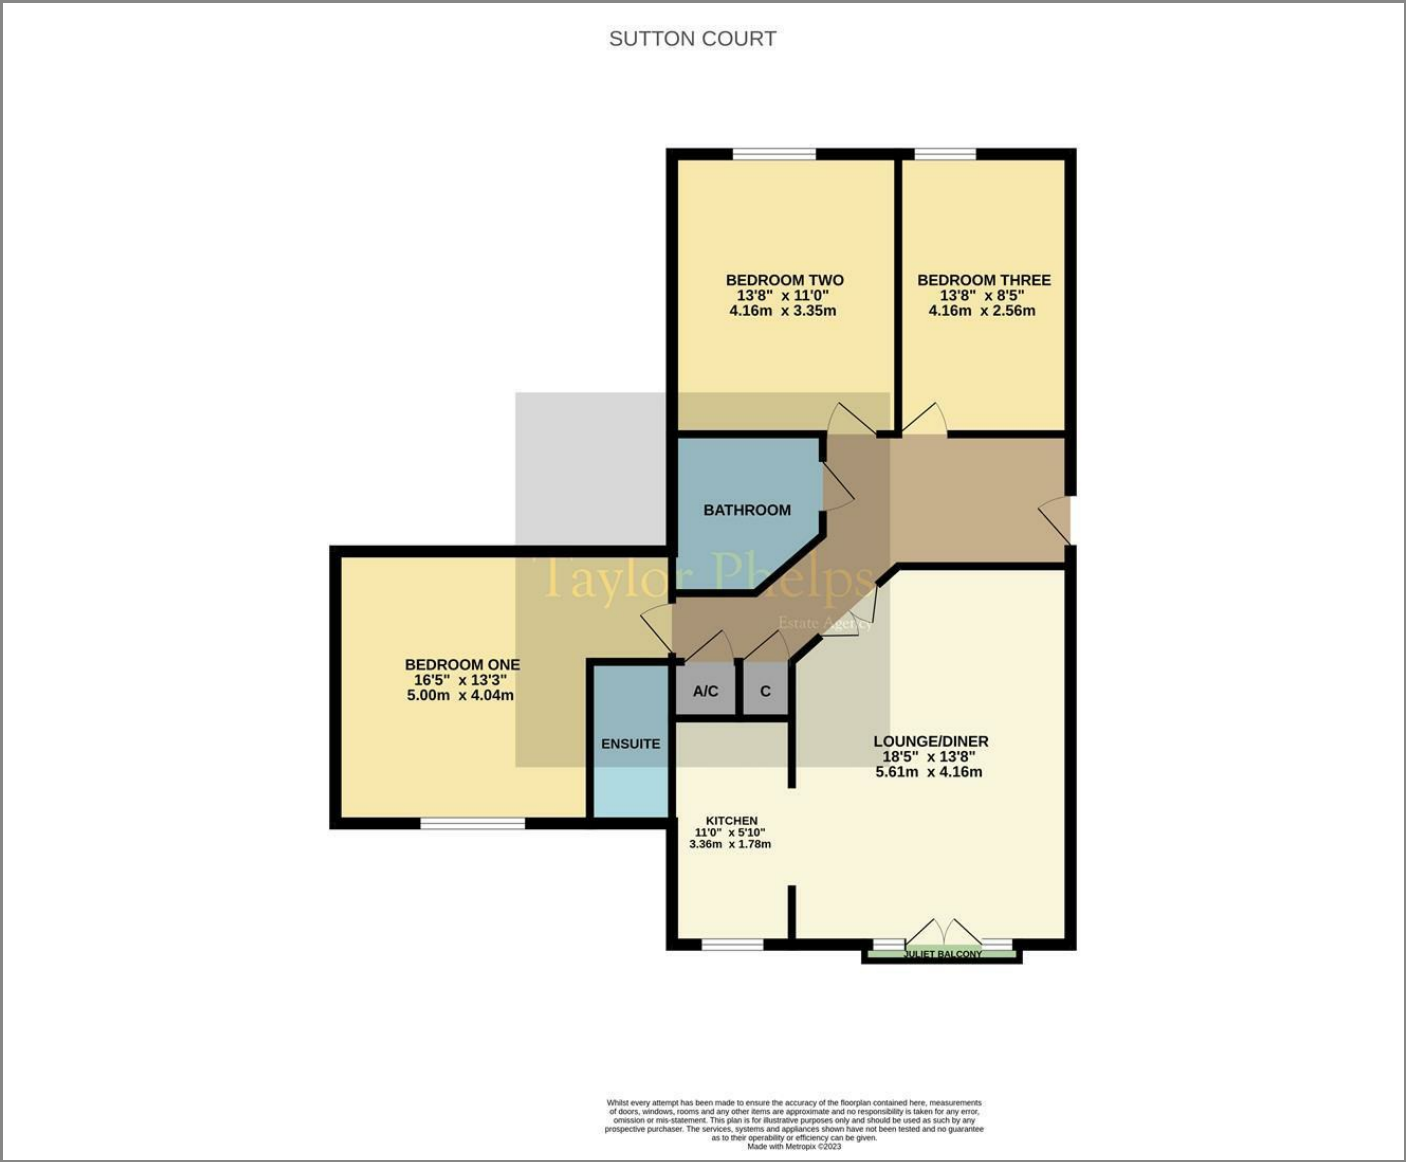 SUTTON COURT
BEDROOM TWO
13'8" x 11'0"
4.16m x 3.35m
BEDROOM THREE
13'8" x 8'5"
4.16m x 2.56m
BATHROOM
Taylor Phelps
Estate Agency
BEDROOM ONE
16'5" x 13'3"
5.00m x 4.04m
A/C
C
ENSUITE
LOUNGE/DINER
18'5" x 13'8"
5.61m x 4.16m
KITCHEN
11'0" x 5'10"
3.36m x 1.78m
JULIET BALCONY
Whilst every attempt has been made to ensure the accuracy of the floorplan contained here, measurements
of doors, windows, rooms and any other items are approximate and no responsibility is taken for any error,
omission or mis-statement. This plan is for illustrative purposes only and should be used as such by any
prospective purchaser. The services, systems and appliances shown have not been tested and no guarantee
as to their operability or efficiency can be given.
Made with Metropix ©2023